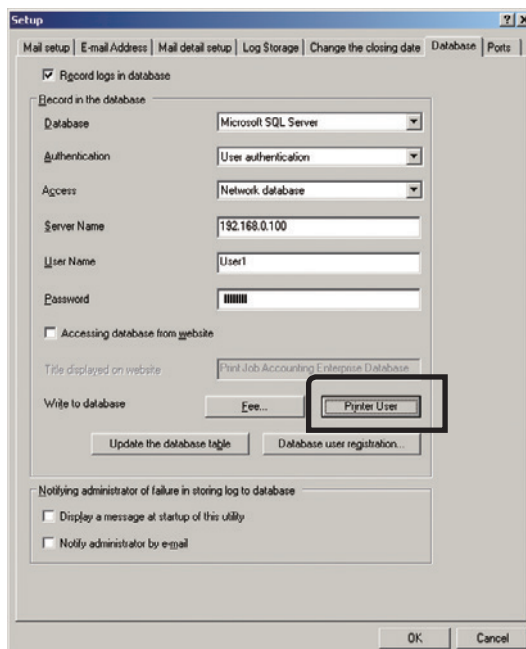 Setup
Mail setup E-mail Address Mail detail setup Log Storage Change the closing date Database Ports
Record logs in database
Record in the database
Database Microsoft SQL Server
Authentication User authentication
Access Network database
Server Name 192.168.0.100
User Name User1
Password
Accessing database from website
Title displayed on website Print Job Accounting Enterprise Database
Write to database Fee... Printer User
Update the database table Database user registration...
Notifying administrator of failure in storing log to database
Display a message at startup of this utility
Notify administrator by e-mail
OK Cancel